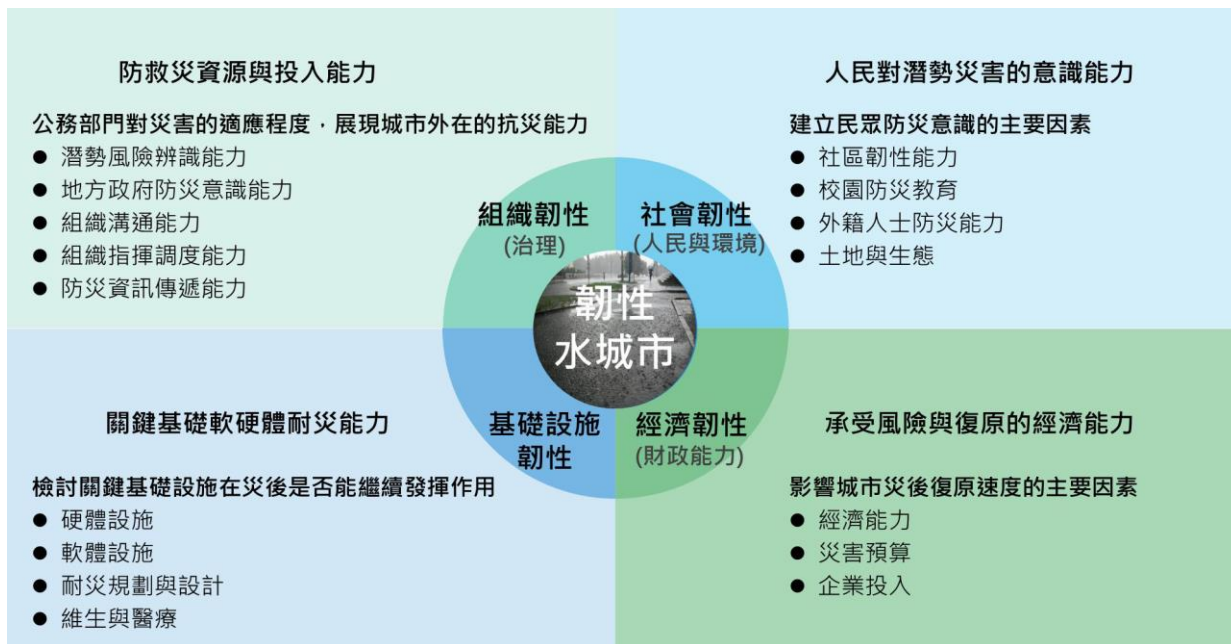 防救災資源與投入能力
公務部門對災害的適應程度，展現城市外在的抗災能力
● 潛勢風險辨識能力
● 地方政府防災意識能力
● 組織溝通能力
● 組織指揮調度能力
● 防災資訊傳遞能力
人民對潛勢災害的意識能力
建立民眾防災意識的主要因素
● 社區韌性能力
● 校園防災教育
● 外籍人士防災能力
● 土地與生態
組織韌性
(治理)
社會韌性
(人民與環境)
韌性
水城市
基礎設施
韌性
經濟韌性
(財政能力)
關鍵基礎軟硬體耐災能力
檢討關鍵基礎設施在災後是否能繼續發揮作用
● 硬體設施
● 軟體設施
● 耐災規劃與設計
● 維生與醫療
承受風險與復原的經濟能力
影響城市災後復原速度的主要因素
● 經濟能力
● 災害預算
● 企業投入